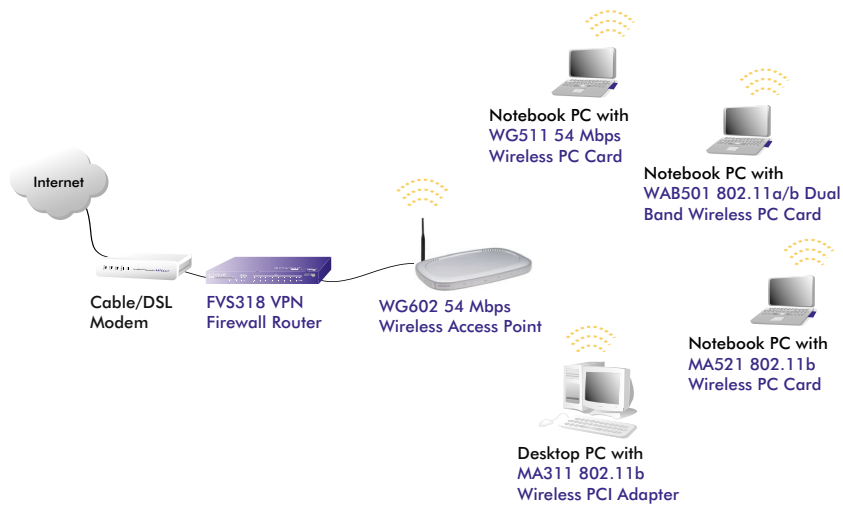 Notebook PC with
WG511 54 Mbps
Wireless PC Card
Notebook PC with
WAB501 802.11a/b Dual
Band Wireless PC Card
Internet
Cable/DSL
Modem
FVS318 VPN
Firewall Router
WG602 54 Mbps
Wireless Access Point
Notebook PC with
MA521 802.11b
Wireless PC Card
Desktop PC with
MA311 802.11b
Wireless PCI Adapter